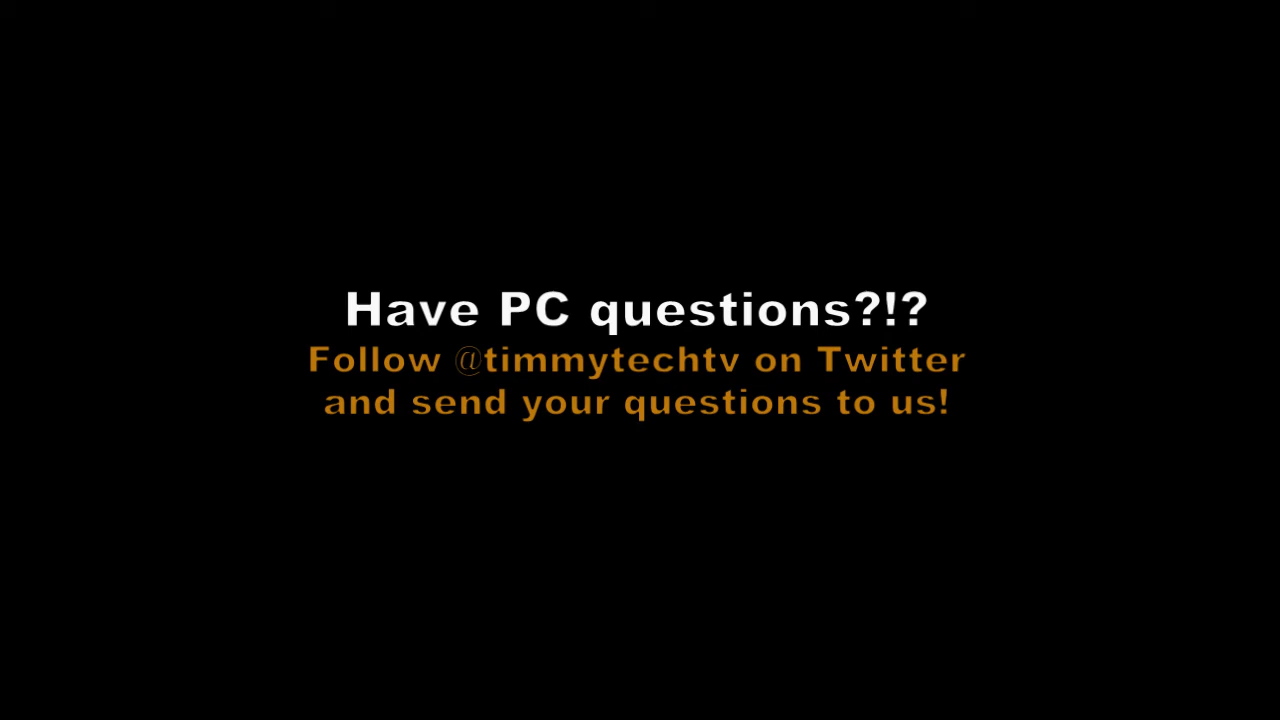 Have PC questions?!?
Follow @timmytechtv on Twitter
and send your questions to us!